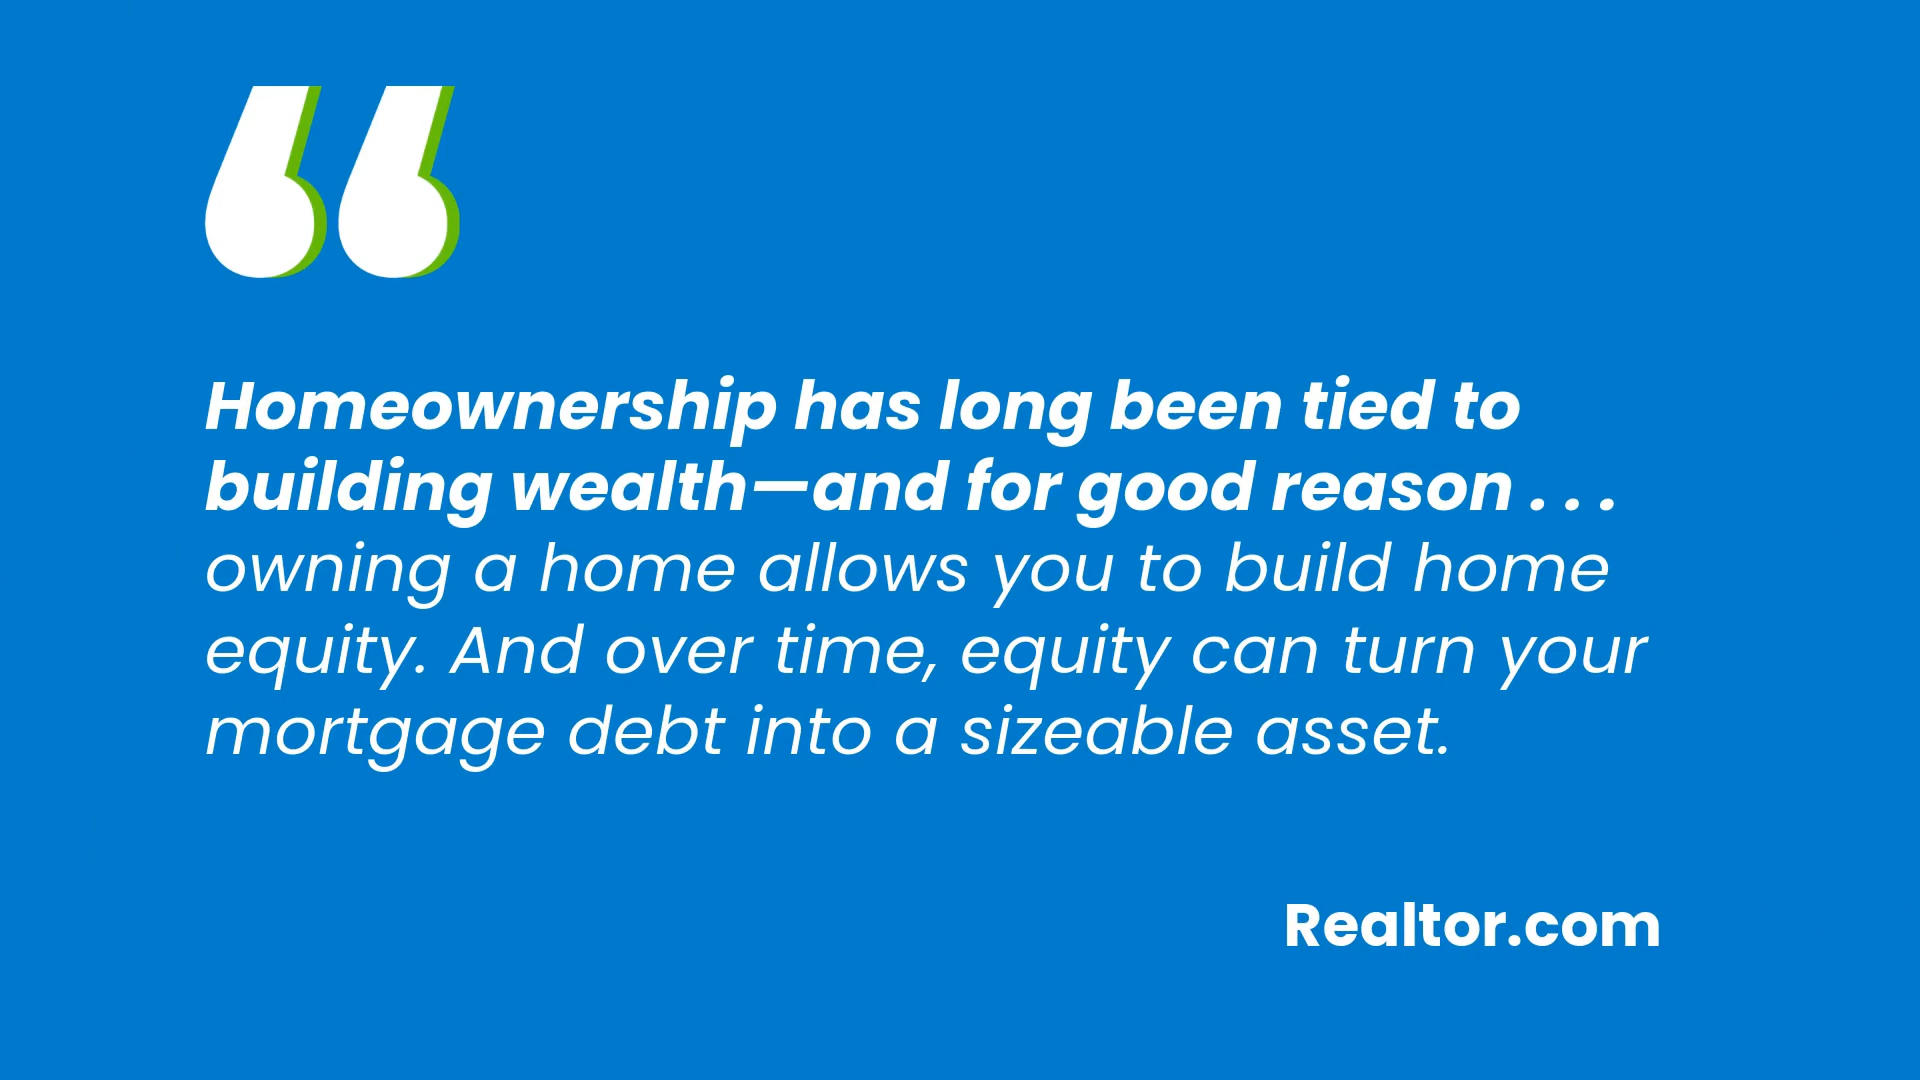 “
Homeownership has long been tied to
building wealth—and for good reason . . .
owning a home allows you to build home
equity. And over time, equity can turn your
mortgage debt into a sizeable asset.
Realtor.com